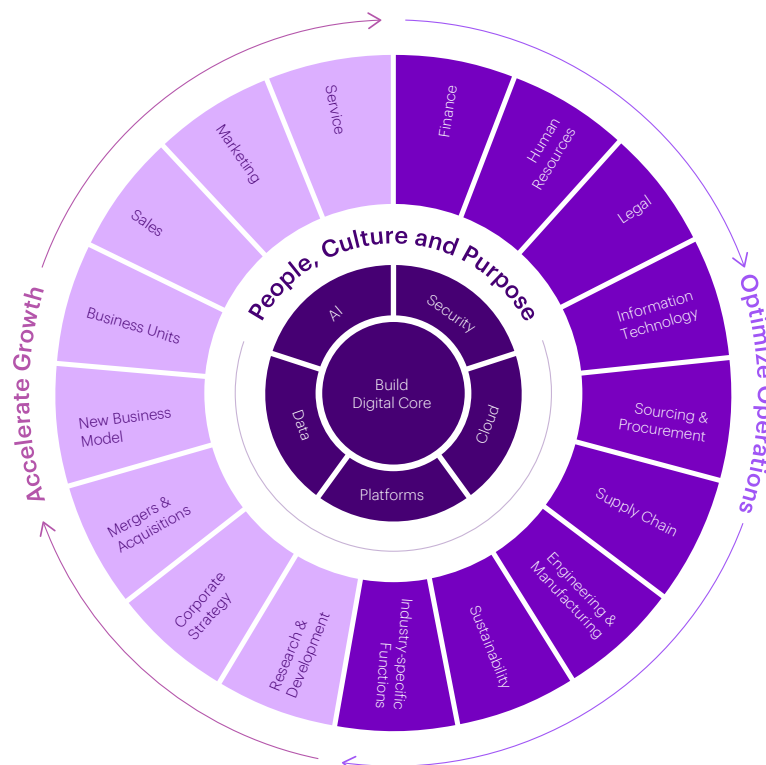 Accelerate Growth
Optimize Operations
Service
Finance
Human
Resources
Legal
Information
Technology
Sourcing &
Procurement
Supply Chain
Engineering &
Manufacturing
Sustainability
Industry-specific
Functions
Research &
Development
Corporate
Strategy
Mergers &
Acquisitions
New Business
Model
Business Units
Sales
Marketing
People, Culture and Purpose
AI
Security
Cloud
Platforms
Data
Build
Digital Core